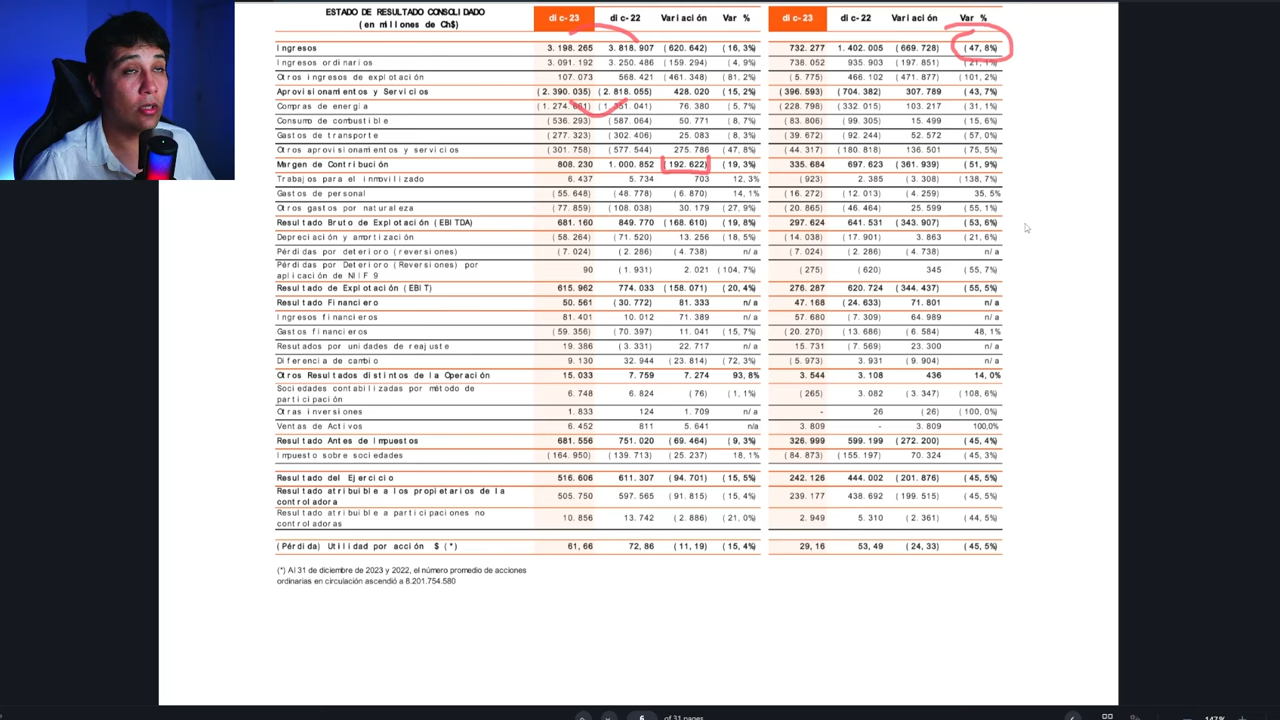 ESTADO DE RESULTADO CONSOLIDADO
(en millones de Ch$) dic-23 dic-22 Variación Var % dic-23 dic-22 Variación Var %
Ingresos 3.198.265 3.818.907 (620.642) (16,3%) 732.277 1.402.005 (669.728) (47,8%)
Ingresos ordinarios 3.091.192 3.250.486 (159.294) (4,9%) 738.052 935.903 (197.851) (21,1%)
Otros ingresos de explotación 107.073 568.421 (461.348) (81,2%) (5.775) 466.102 (471.877) (101,2%)
Aprovisionamientos y Servicios (2.390.035) (2.818.055) 428.020 (15,2%) (396.593) (704.382) 307.789 (43,7%)
Compras de energía (1.274.661) (1.351.041) 76.380 (5,7%) (228.798) (332.015) 103.217 (31,1%)
Consumo de combustible (536.293) (587.064) 50.771 (8,7%) (83.806) (99.305) 15.499 (15,6%)
Gastos de transporte (277.323) (302.406) 25.083 (8,3%) (39.672) (92.244) 52.572 (57,0%)
Otros aprovisionamientos y servicios (301.758) (577.544) 275.786 (47,8%) (44.317) (180.818) 136.501 (75,5%)
Margen de Contribución 808.230 1.000.852 (192.622) (19,3%) 335.684 697.623 (361.939) (51,9%)
Trabajos para el inmovilizado 6.437 5.734 703 12,3% (923) 2.385 (3.308) (138,7%)
Gastos de personal (55.648) (48.778) (6.870) 14,1% (16.272) (12.013) (4.259) 35,5%
Otros gastos por naturaleza (77.859) (108.038) 30.179 (27,9%) (20.865) (46.464) 25.599 (55,1%)
Resultado Bruto de Explotación (EBITDA) 681.160 849.770 (168.610) (19,8%) 297.624 641.531 (343.907) (53,6%)
Depreciación y amortización (58.264) (71.520) 13.256 (18,5%) (14.038) (17.901) 3.863 (21,6%)
Pérdidas por deterioro (reversiones) (7.024) (2.286) (4.738) n/a (7.024) (2.286) (4.738) n/a
Pérdidas por Deterioro (Reversiones) por
aplicación de NIIF 9 90 (1.931) 2.021 (104,7%) (275) (620) 345 (55,7%)
Resultado de Explotación (EBIT) 615.962 774.033 (158.071) (20,4%) 276.287 620.724 (344.437) (55,5%)
Resultado Financiero 50.561 (30.772) 81.333 n/a 47.168 (24.633) 71.801 n/a
Ingresos financieros 81.401 10.012 71.389 n/a 57.680 (7.309) 64.989 n/a
Gastos financieros (59.356) (70.397) 11.041 (15,7%) (20.270) (13.686) (6.584) 48,1%
Resultados por unidades de reajuste 19.386 (3.331) 22.717 n/a 15.731 (7.569) 23.300 n/a
Diferencia de cambio 9.130 32.944 (23.814) (72,3%) (5.973) 3.931 (9.904) n/a
Otros Resultados distintos de la Operación 15.033 7.759 7.274 93,8% 3.544 3.108 436 14,0%
Sociedades contabilizadas por método de
participación 6.748 6.824 (76) (1,1%) (265) 3.082 (3.347) (108,6%)
Otras inversiones 1.833 124 1.709 n/a - 26 (26) (100,0%)
Ventas de Activos 6.452 811 5.641 n/a 3.809 - 3.809 100,0%
Resultado Antes de Impuestos 681.556 751.020 (69.464) (9,3%) 326.999 599.199 (272.200) (45,4%)
Impuesto sobre sociedades (164.950) (139.713) (25.237) 18,1% (84.873) (155.197) 70.324 (45,3%)
Resultado del Ejercicio 516.606 611.307 (94.701) (15,5%) 242.126 444.002 (201.876) (45,5%)
Resultado atribuible a los propietarios de la
controladora 505.750 597.565 (91.815) (15,4%) 239.177 438.692 (199.515) (45,5%)
Resultado atribuible a participaciones no
controladoras 10.856 13.742 (2.886) (21,0%) 2.949 5.310 (2.361) (44,5%)
(Pérdida) Utilidad por acción $ (*) 61,66 72,86 (11,19) (15,4%) 29,16 53,49 (24,33) (45,5%)
(*) Al 31 de diciembre de 2023 y 2022, el número promedio de acciones
ordinarias en circulación ascendió a 8.201.754.580
6 of 31 pages 147%